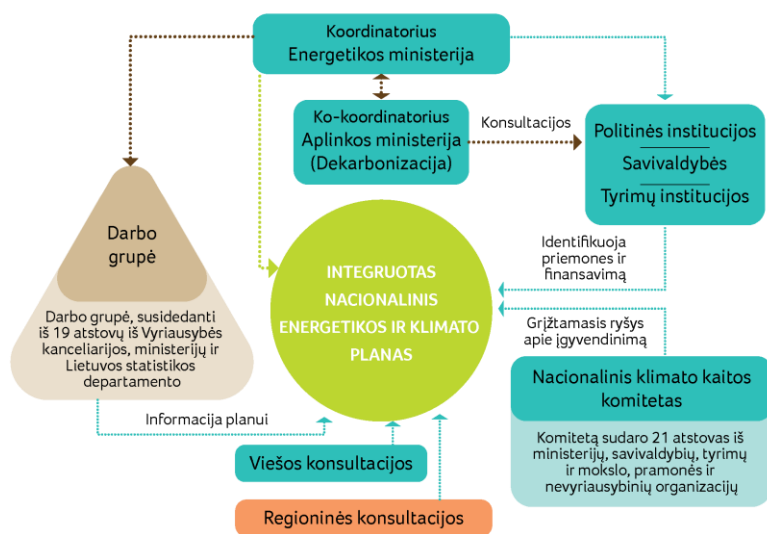 Koordinatorius
Energetikos ministerija
Ko-koordinatorius
Aplinkos ministerija
(Dekarbonizacija)
Konsultacijos
Politinės institucijos
Savivaldybės
Tyrimų institucijos
Darbo
grupė
Darbo grupė, susidedanti
iš 19 atstovų iš Vyriausybės
kanceliarijos, ministerijų ir
Lietuvos statistikos
departamento
INTEGRUOTAS
NACIONALINIS
ENERGETIKOS IR KLIMATO
PLANAS
Identifikuoja
priemones ir
finansavimą
Grįžtamasis ryšys
apie įgyvendinimą
Nacionalinis klimato kaitos
komitetas
Komitetą sudaro 21 atstovas iš
ministerijų, savivaldybių, tyrimų
ir mokslo, pramonės ir
nevyriausybinių organizacijų
Informacija planui
Viešos konsultacijos
Regioninės konsultacijos